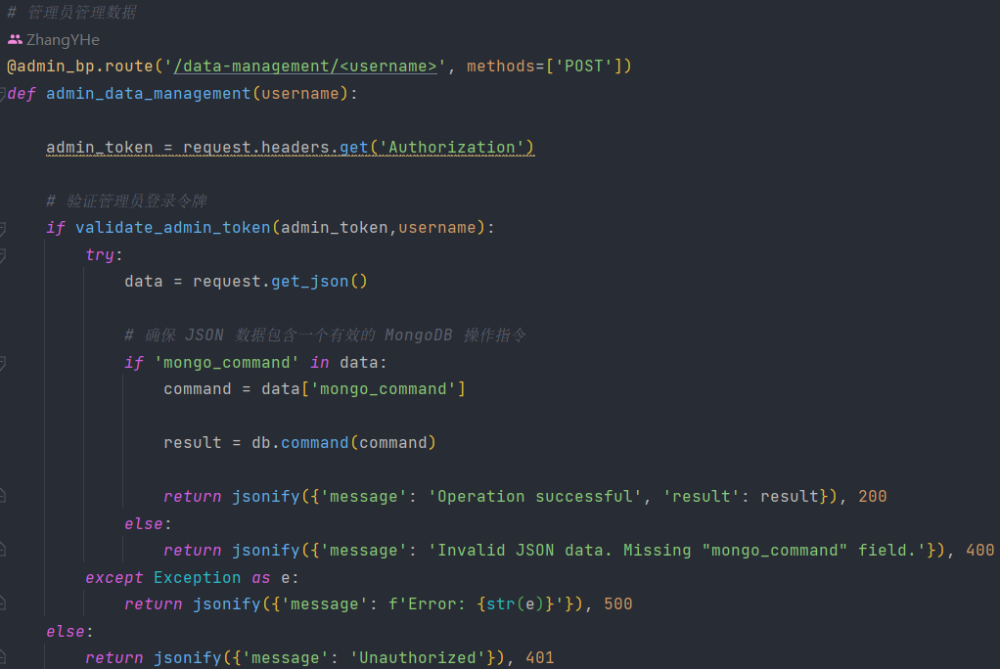 # 管理员管理数据
ZhangYHe
@admin_bp.route('/data-management/<username>', methods=['POST'])
def admin_data_management(username):
    admin_token = request.headers.get('Authorization')
    # 验证管理员登录令牌
    if validate_admin_token(admin_token,username):
        try:
            data = request.get_json()
            # 确保 JSON 数据包含一个有效的 MongoDB 操作指令
            if 'mongo_command' in data:
                command = data['mongo_command']
                result = db.command(command)
                return jsonify({'message': 'Operation successful', 'result': result}), 200
            else:
                return jsonify({'message': 'Invalid JSON data. Missing "mongo_command" field.'}), 400
        except Exception as e:
            return jsonify({'message': f'Error: {str(e)}'}), 500
    else:
        return jsonify({'message': 'Unauthorized'}), 401